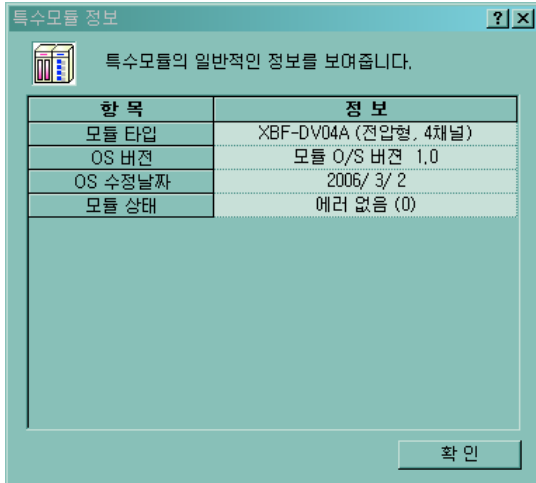 특수모듈 정보
특수모듈의 일반적인 정보를 보여줍니다.
항 목 정 보
모듈 타입 XBF-DV04A (전압형, 4채널)
OS 버전 모듈 O/S 버젼 1.0
OS 수정날짜 2006/ 3/ 2
모듈 상태 에러 없음 (0)
확 인